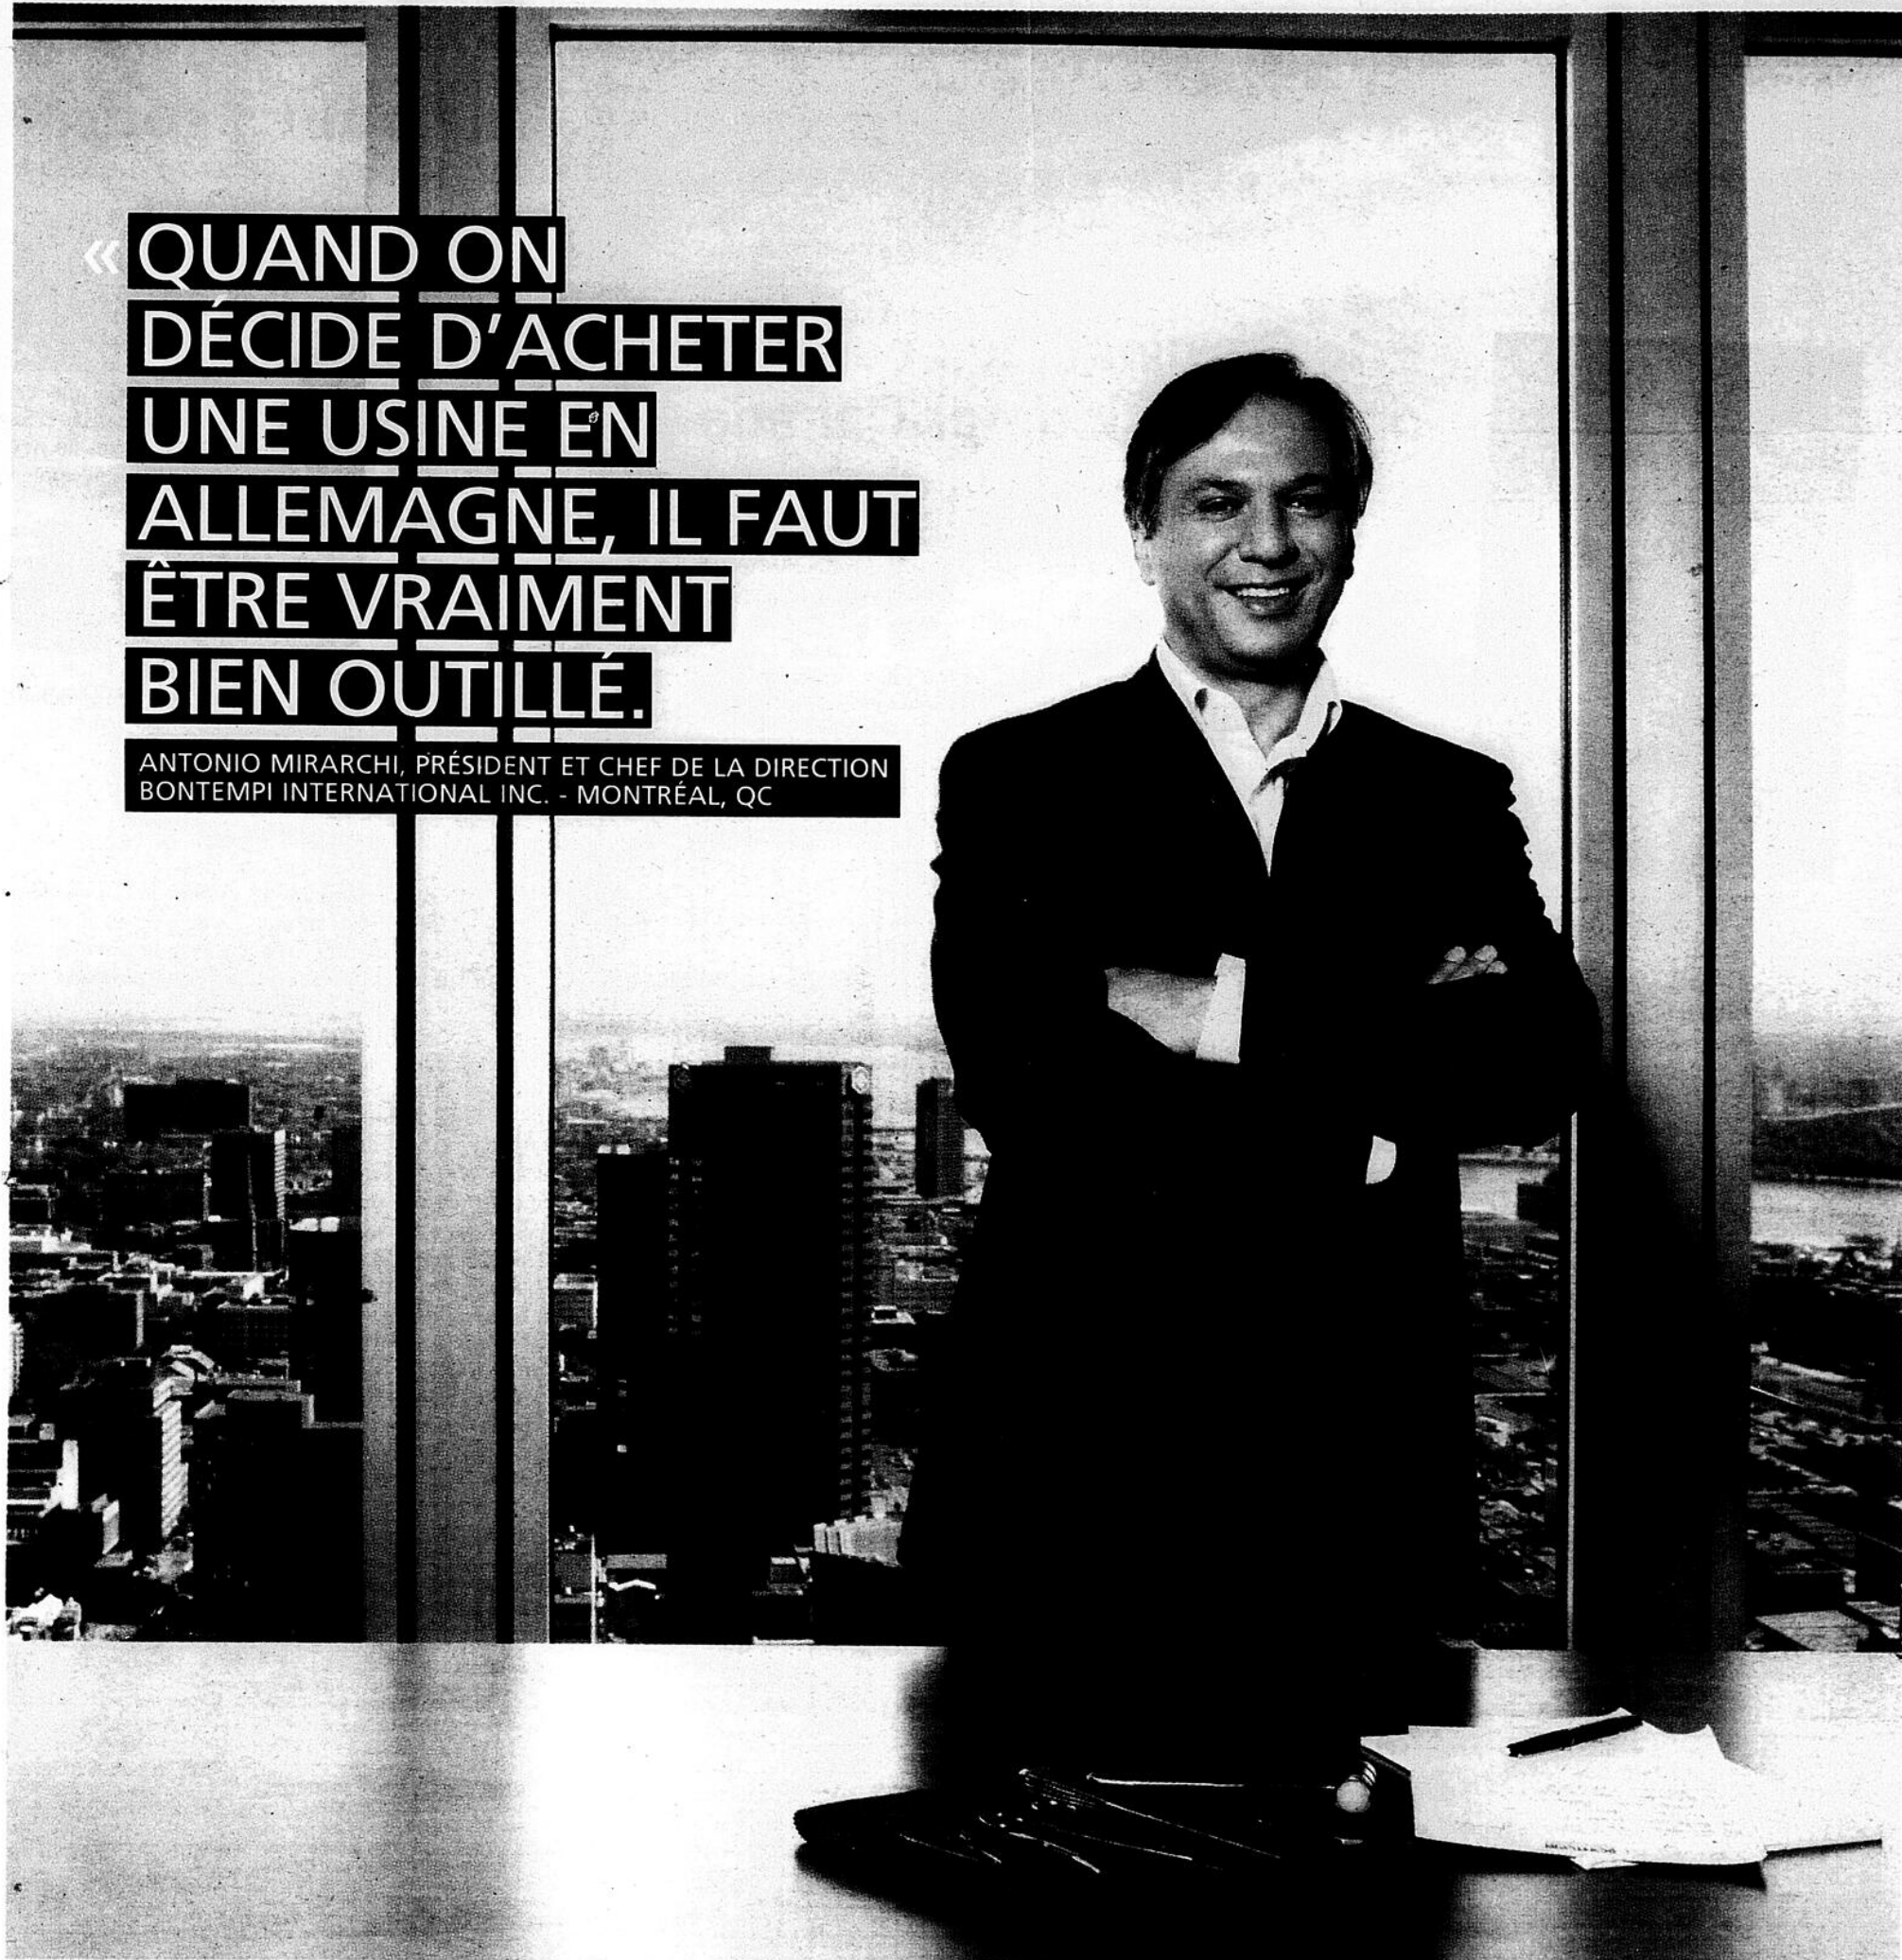 « QUAND ON
DÉCIDE D'ACHETER
UNE USINE EN
ALLEMAGNE, IL FAUT
ÊTRE VRAIMENT
BIEN OUTILLÉ.
ANTONIO MIRARCHI, PRÉSIDENT ET CHEF DE LA DIRECTION
BONTEMPI INTERNATIONAL INC. - MONTRÉAL, QC